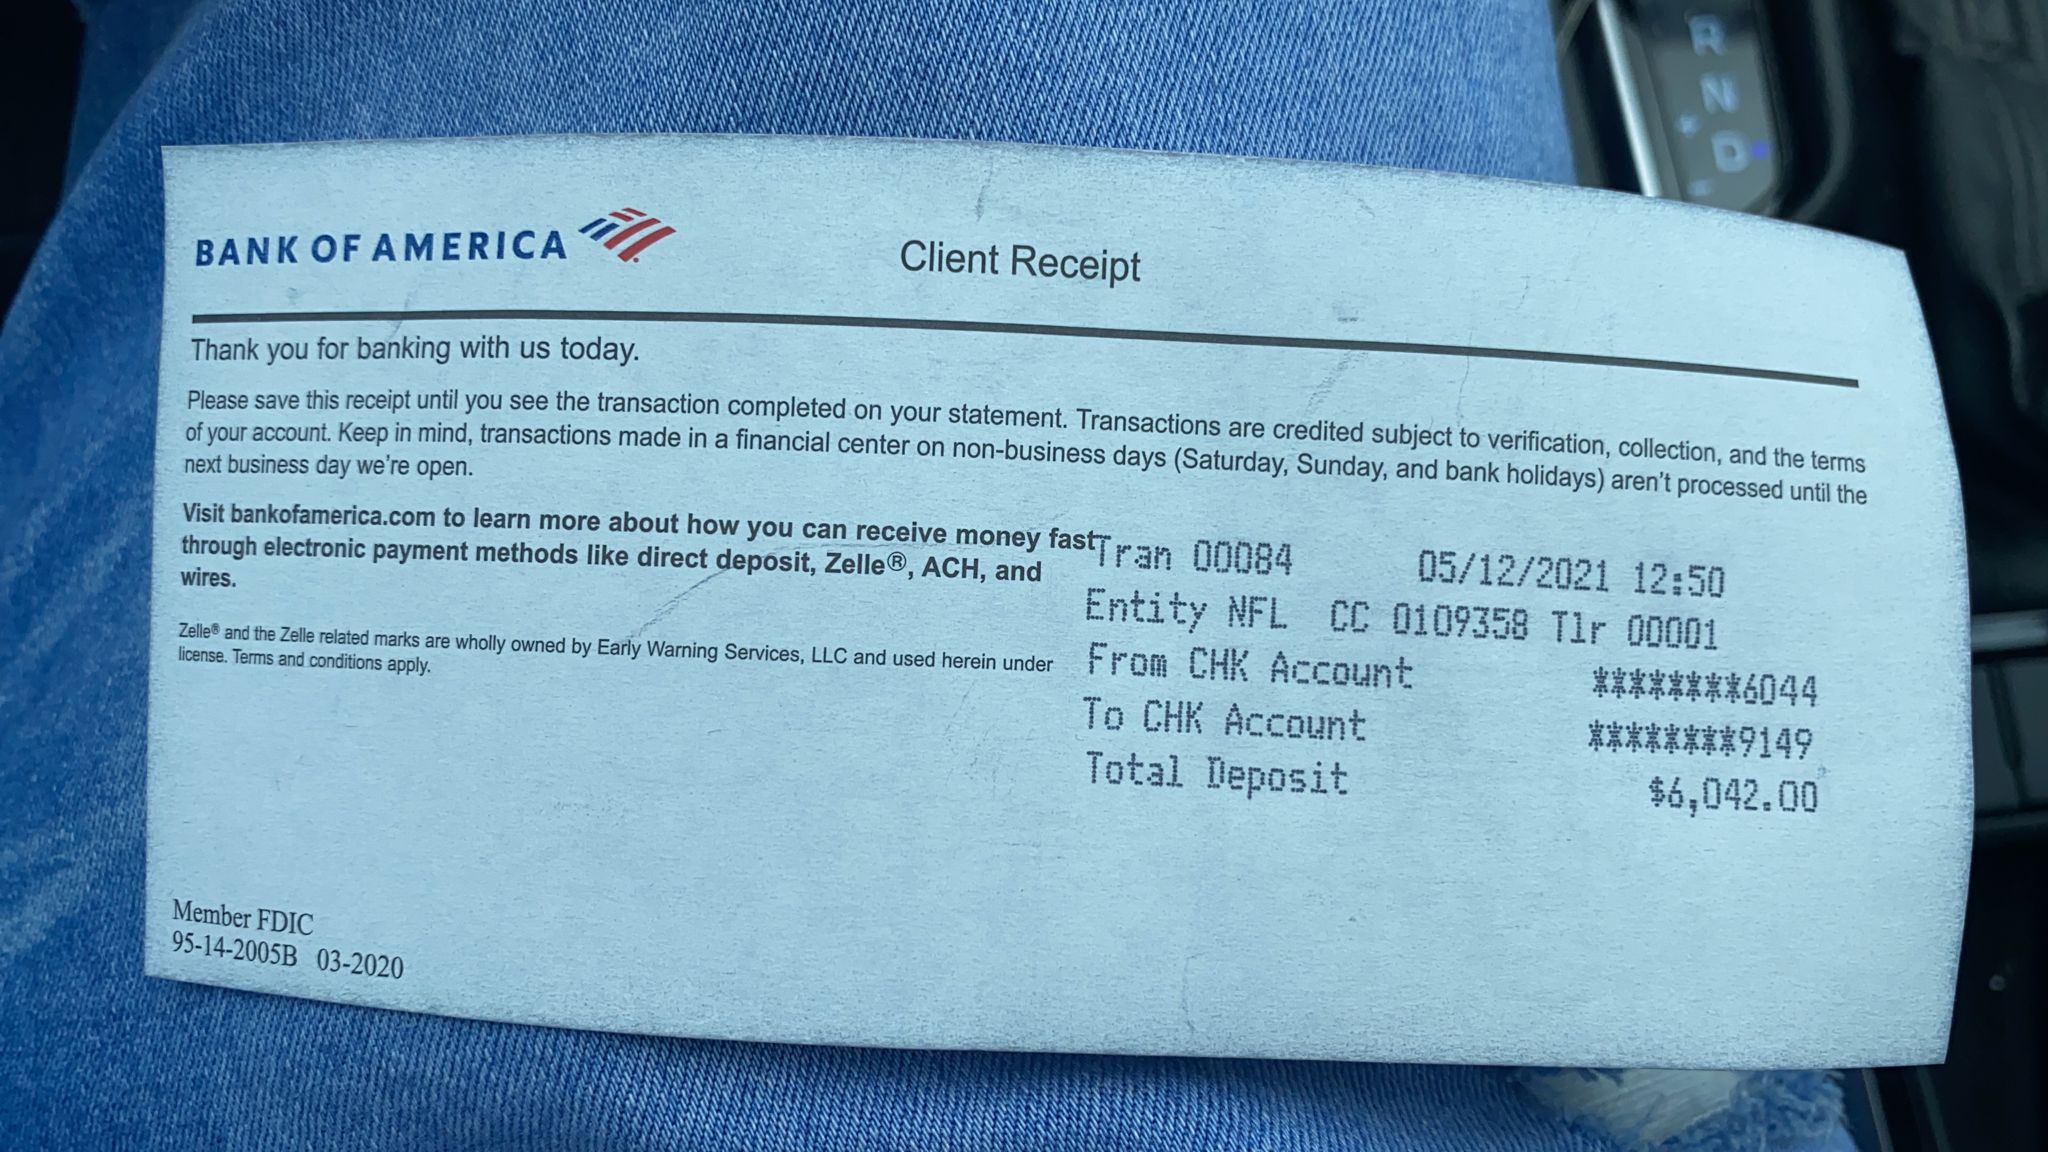 BANK OF AMERICA
Client Receipt
Thank you for banking with us today.
Please save this receipt until you see the transaction completed on your statement. Transactions are credited subject to verification, collection, and the terms
of your account. Keep in mind, transactions made in a financial center on non-business days (Saturday, Sunday, and bank holidays) aren't processed until the
next business day we're open.
Visit bankofamerica.com to learn more about how you can receive money fast
through electronic payment methods like direct deposit, Zelle®, ACH, and
wires.
Zelle® and the Zelle related marks are wholly owned by Early Warning Services, LLC and used herein under
license. Terms and conditions apply.
Tran 00084 05/12/2021 12:50
Entity NFL CC 0109358 Tlr 00001
From CHK Account ********6044
To CHK Account ********9149
Total Deposit $6,042.00
Member FDIC
95-14-2005B 03-2020
R
N
D
+
-